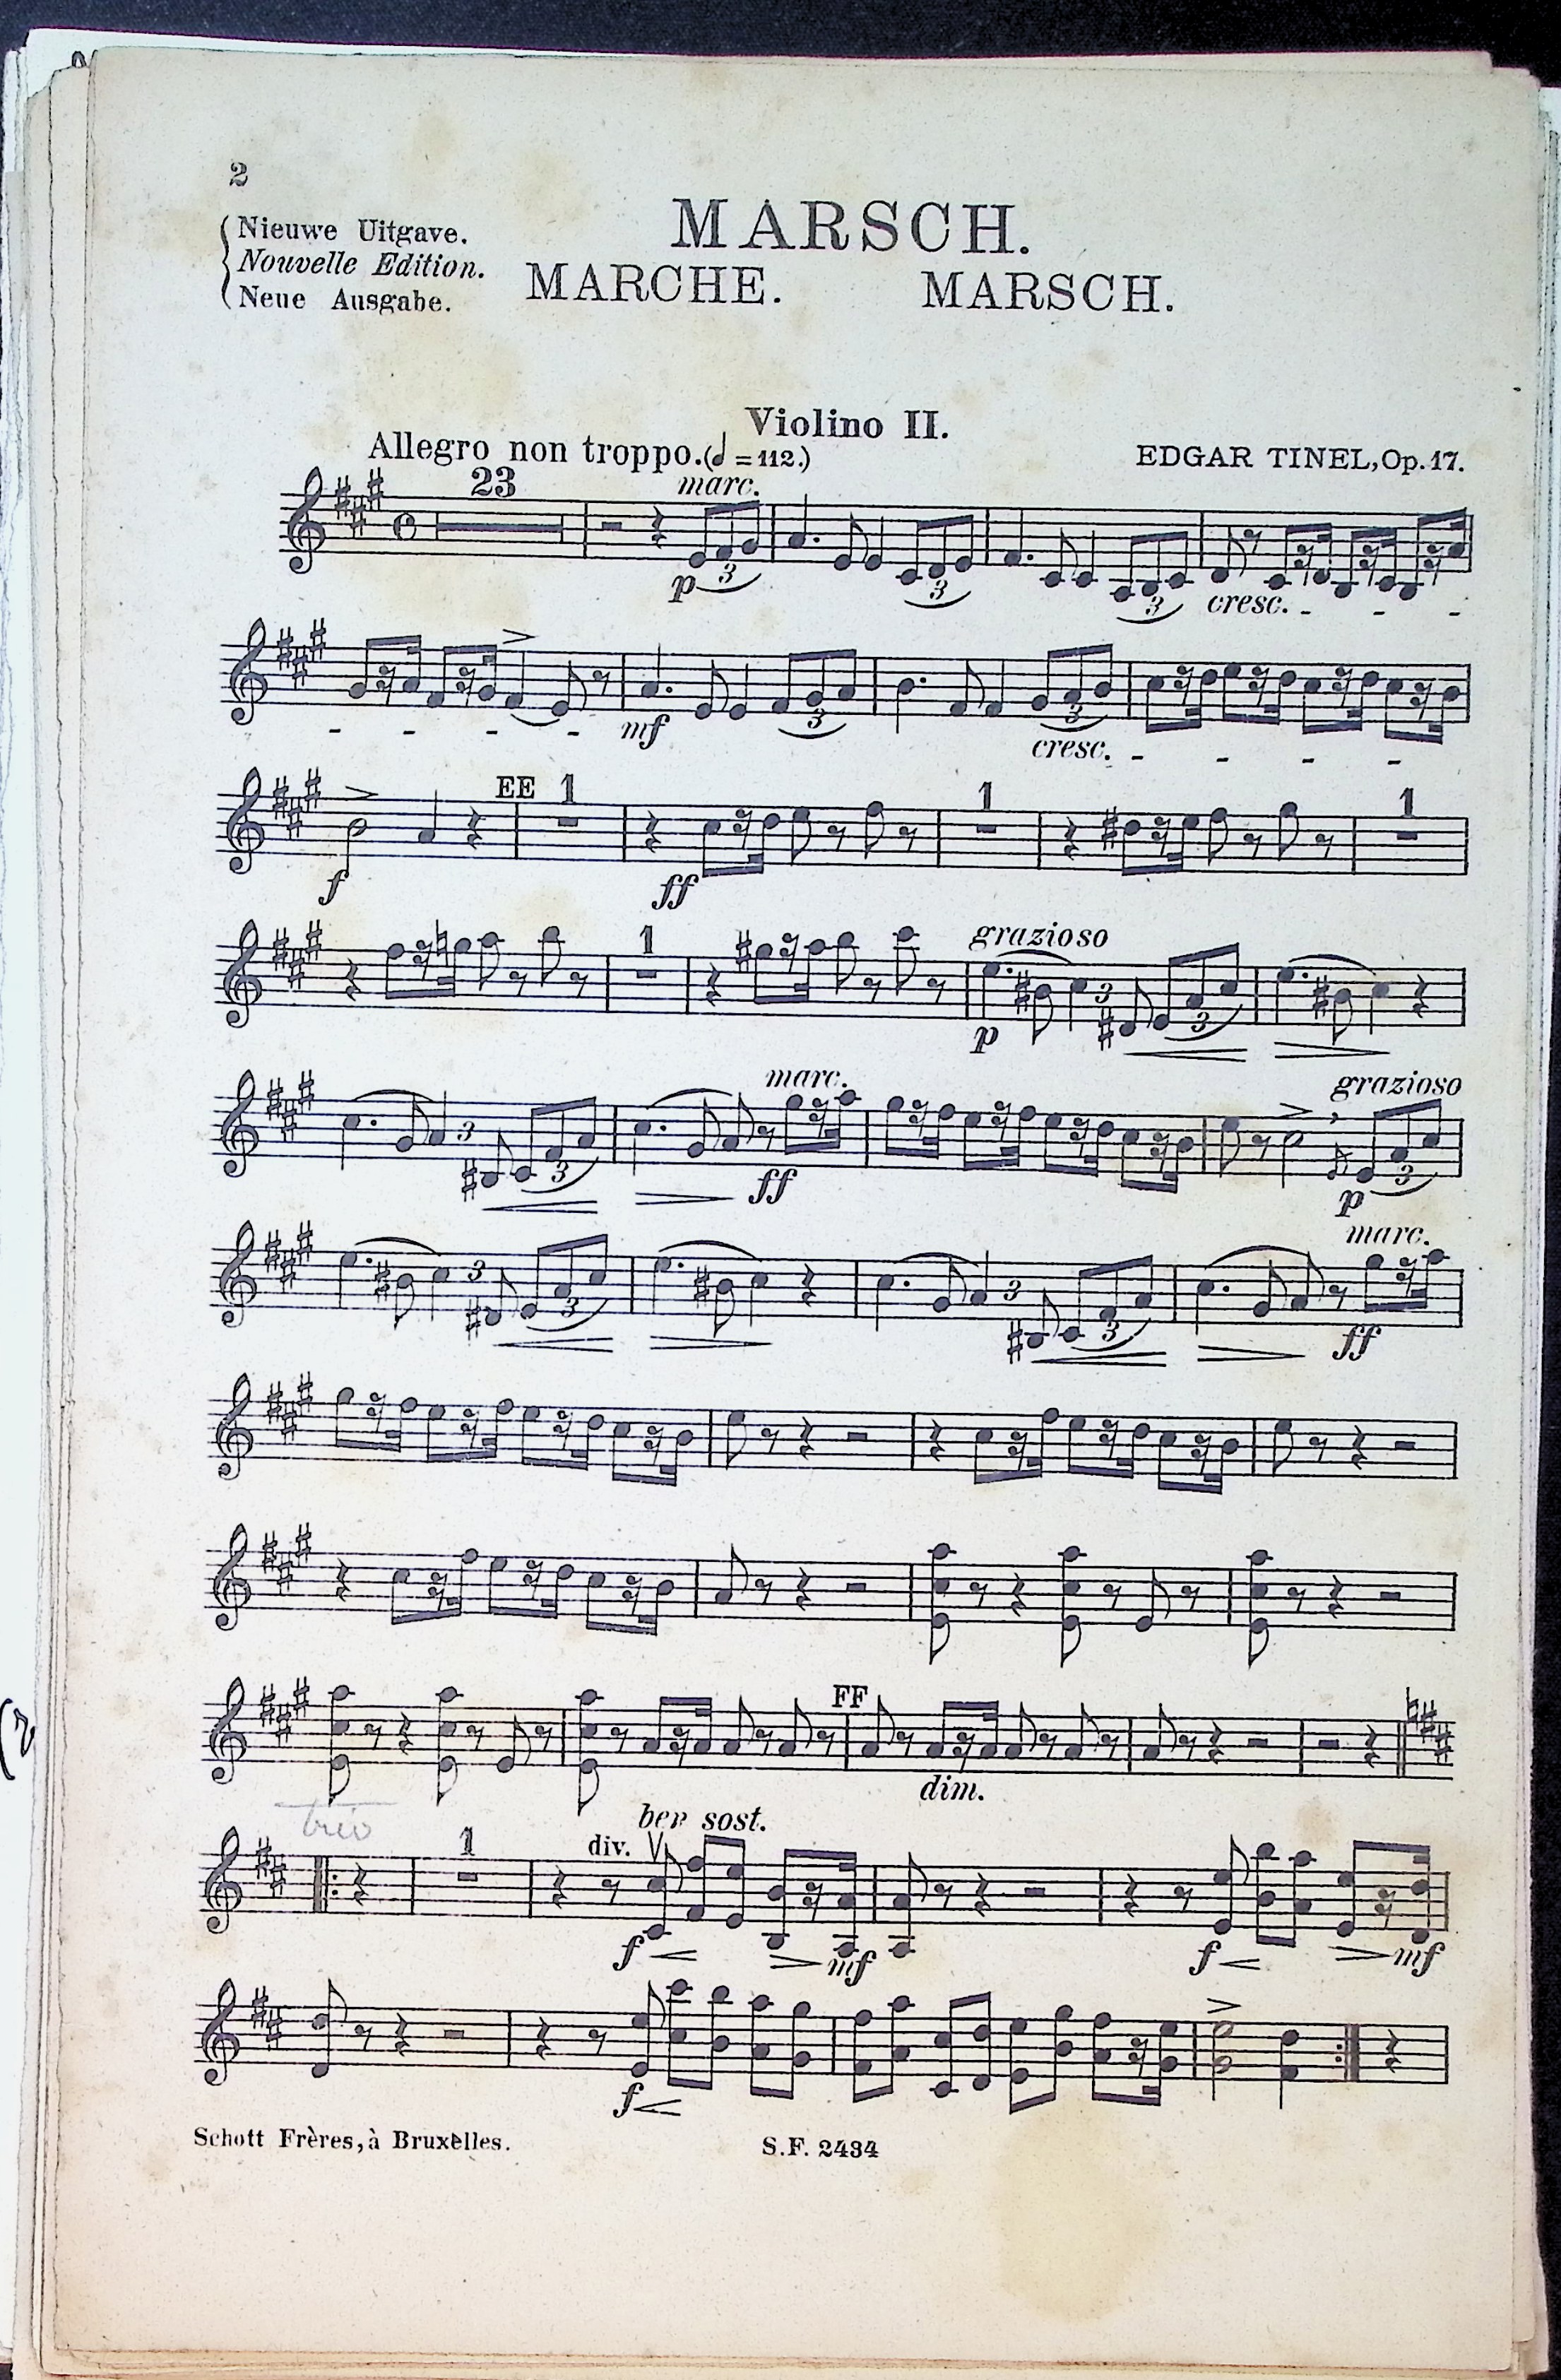 2
Nieuwe Uitgave.
Nouvelle Edition.
Neue Ausgabe.
MARSCH.
MARCHE. MARSCH.
Violino II.
Allegro non troppo. (𝅗𝅥 = 112.)
EDGAR TINEL, Op. 17.
23 marc.
p 3 3 3 cresc. - - -
- - - - mf 3 3 cresc. - - - -
EE 1 1 1
f ff
1 grazioso
p 3 3
marc. grazioso
3 3 ff p 3
marc.
3 3 3 3 ff
FF
dim.
trio 1 div. ben sost.
f mf f mf
f
Schott Frères, à Bruxelles. S.F. 2434